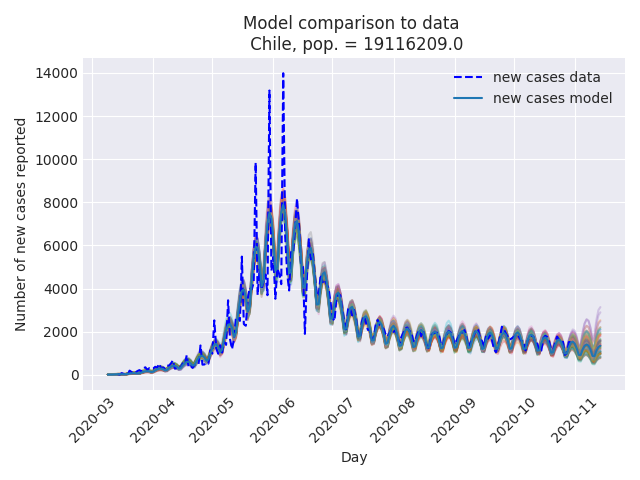 Model comparison to data
Chile, pop. = 19116209.0
new cases data
new cases model
Number of new cases reported
14000
12000
10000
8000
6000
4000
2000
0
2020-03
2020-04
2020-05
2020-06
2020-07
2020-08
2020-09
2020-10
2020-11
Day